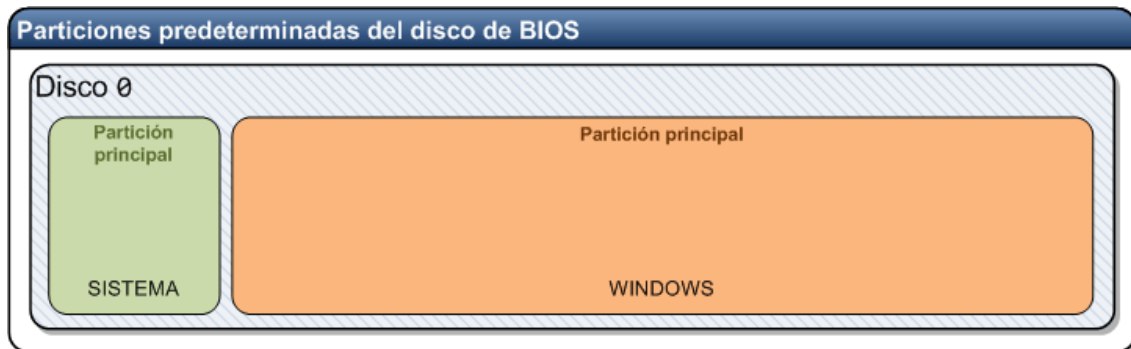 Particiones predeterminadas del disco de BIOS
Disco 0
Partición
principal
Partición principal
SISTEMA
WINDOWS